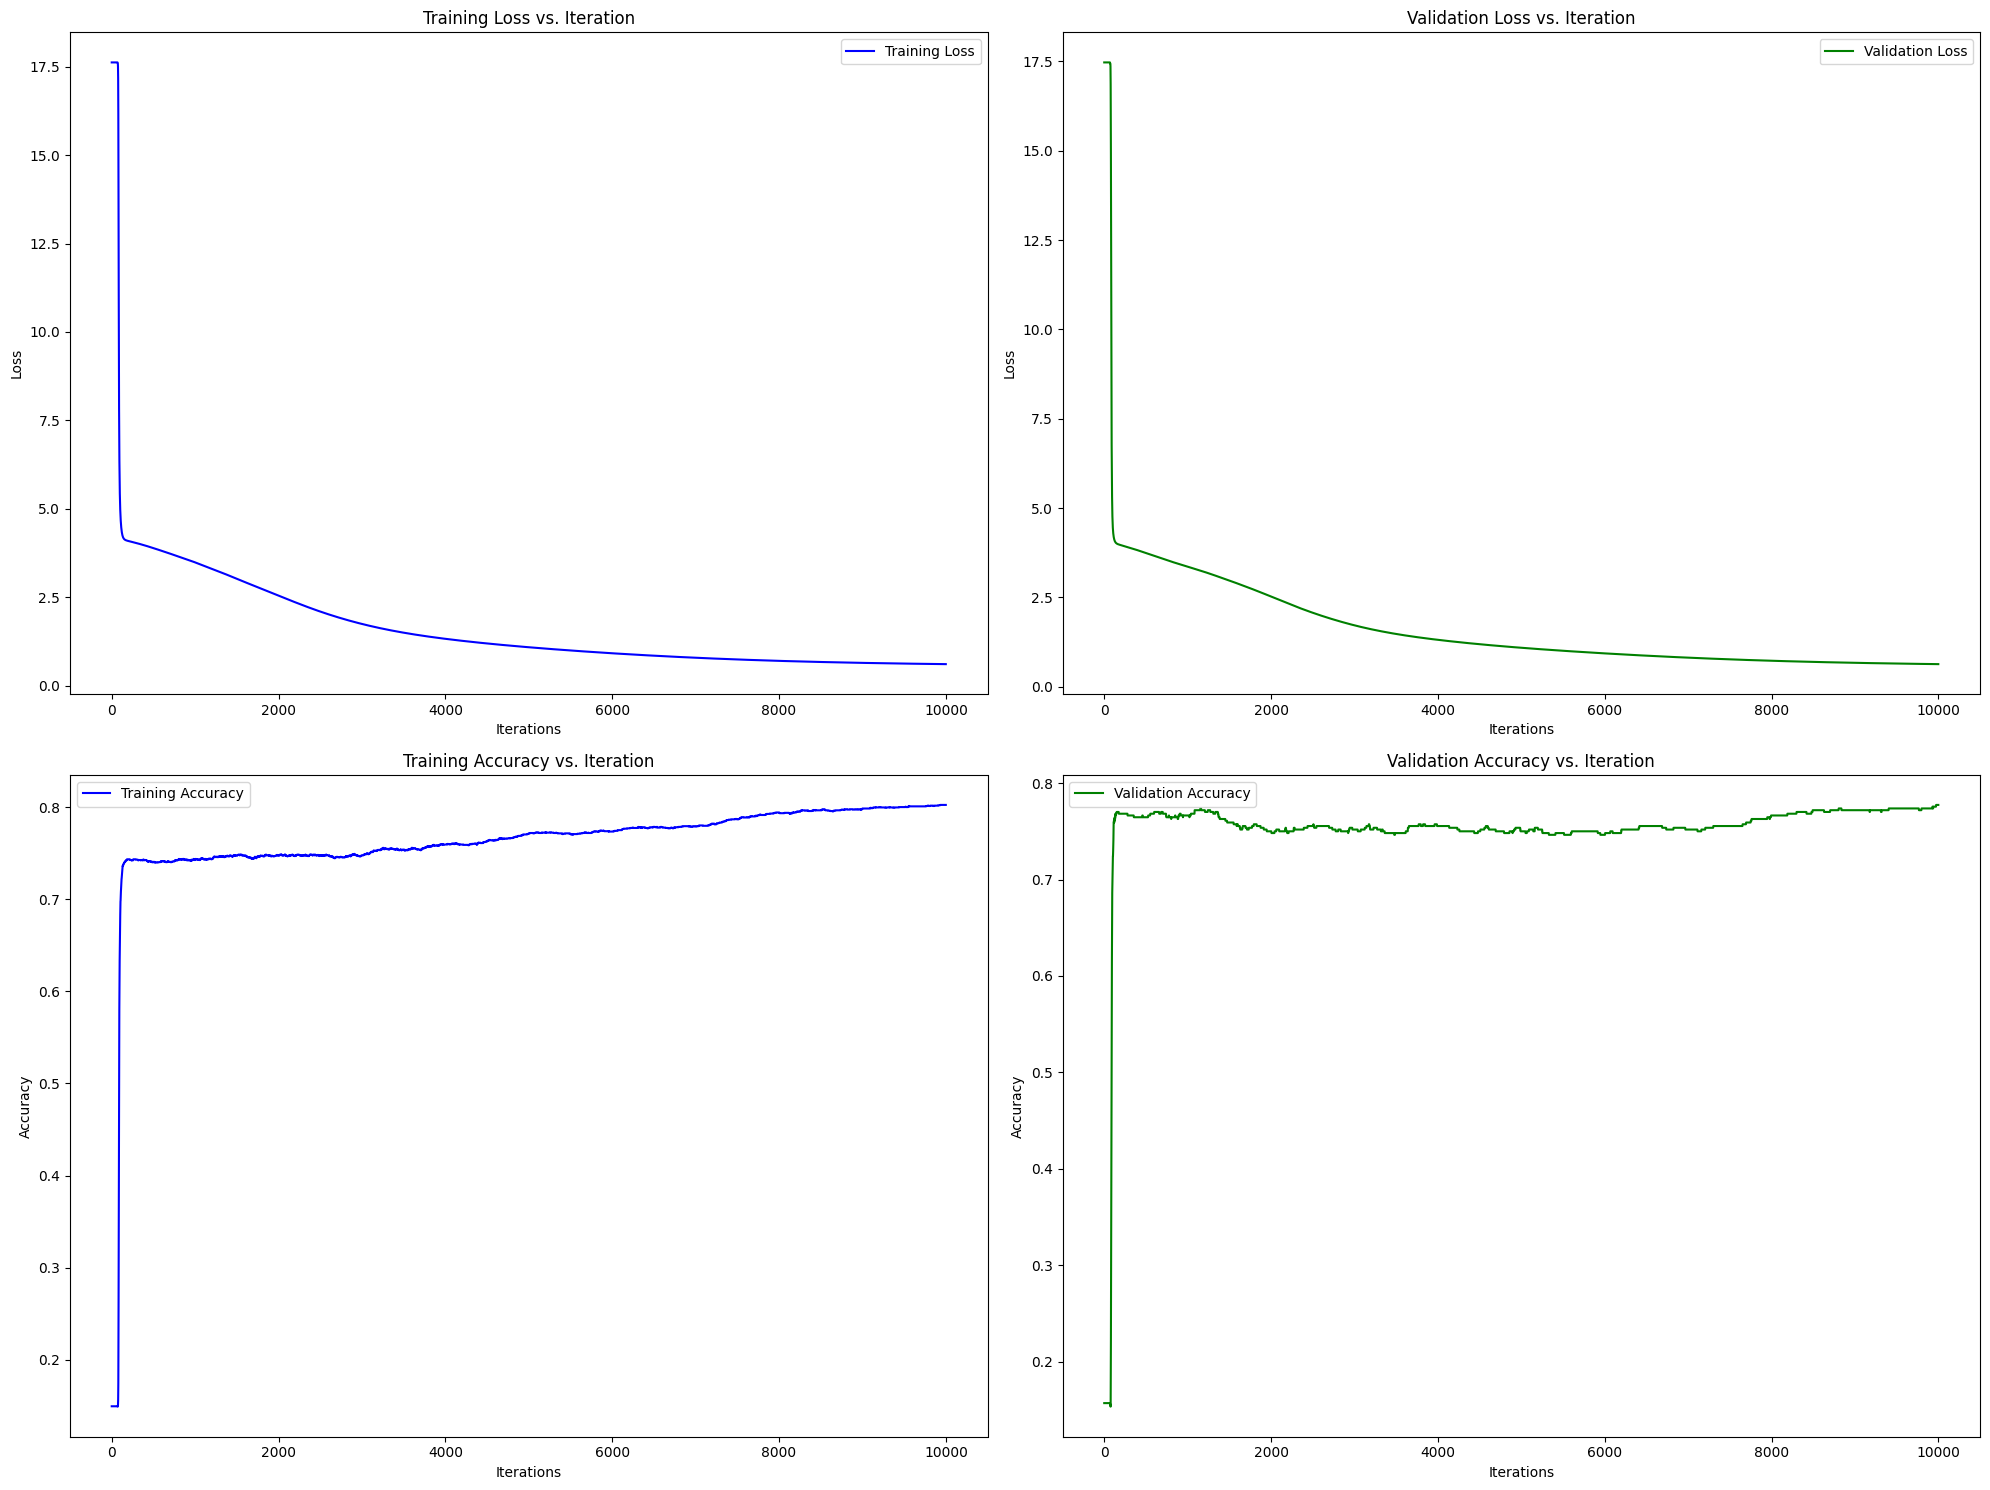 Training Loss vs. Iteration
Training Loss
17.5
15.0
12.5
10.0
7.5
5.0
2.5
0.0
Loss
0 2000 4000 6000 8000 10000
Iterations
Validation Loss vs. Iteration
Validation Loss
17.5
15.0
12.5
10.0
7.5
5.0
2.5
0.0
Loss
0 2000 4000 6000 8000 10000
Iterations
Training Accuracy vs. Iteration
Training Accuracy
0.8
0.7
0.6
0.5
0.4
0.3
0.2
Accuracy
0 2000 4000 6000 8000 10000
Iterations
Validation Accuracy vs. Iteration
Validation Accuracy
0.8
0.7
0.6
0.5
0.4
0.3
0.2
Accuracy
0 2000 4000 6000 8000 10000
Iterations